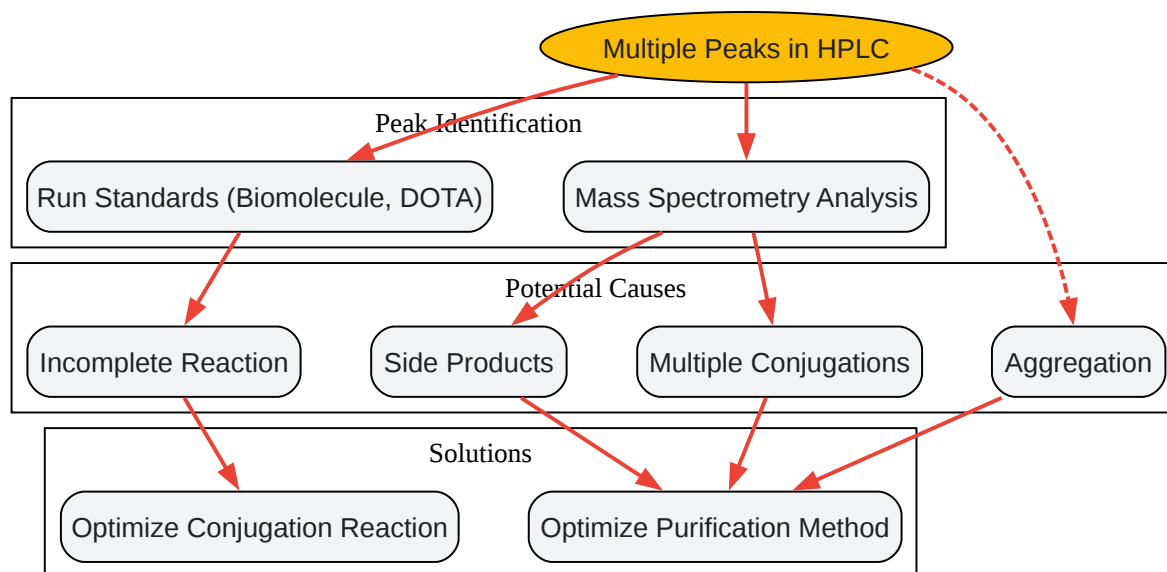 Multiple Peaks in HPLC
Peak Identification
Run Standards (Biomolecule, DOTA)
Mass Spectrometry Analysis
Potential Causes
Incomplete Reaction
Side Products
Multiple Conjugations
Aggregation
Solutions
Optimize Conjugation Reaction
Optimize Purification Method